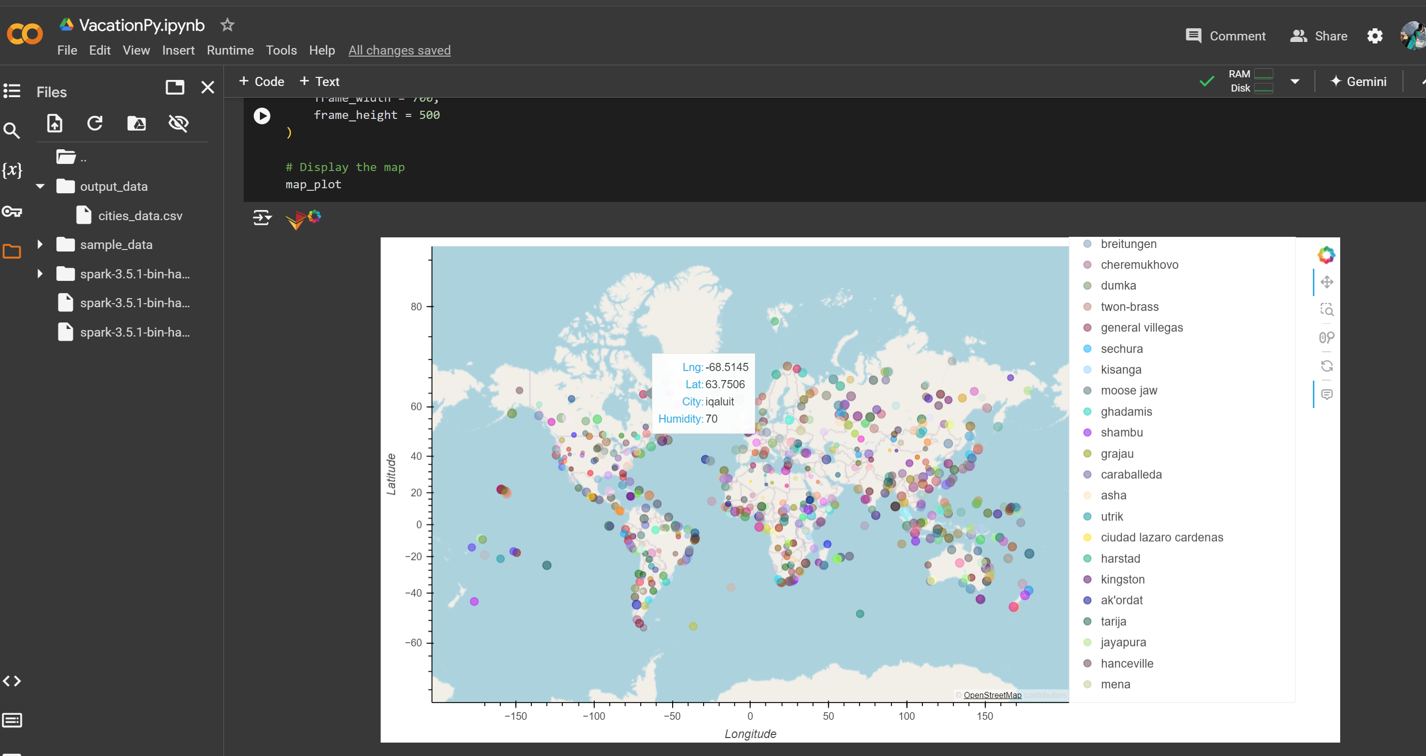 VacationPy.ipynb
File Edit View Insert Runtime Tools Help All changes saved
Comment Share
Files
+ Code + Text
RAM
Disk
Gemini
..
output_data
cities_data.csv
sample_data
spark-3.5.1-bin-ha...
spark-3.5.1-bin-ha...
spark-3.5.1-bin-ha...
{x}
frame_width = 700,
frame_height = 500
)
# Display the map
map_plot
Lng: -68.5145
Lat: 63.7506
City: iqaluit
Humidity: 70
Latitude
80
60
40
20
0
−20
−40
−60
−150 −100 −50 0 50 100 150
Longitude
© OpenStreetMap contributors
breitungen
cheremukhovo
dumka
twon-brass
general villegas
sechura
kisanga
moose jaw
ghadamis
shambu
grajau
caraballeda
asha
utrik
ciudad lazaro cardenas
harstad
kingston
ak'ordat
tarija
jayapura
hanceville
mena